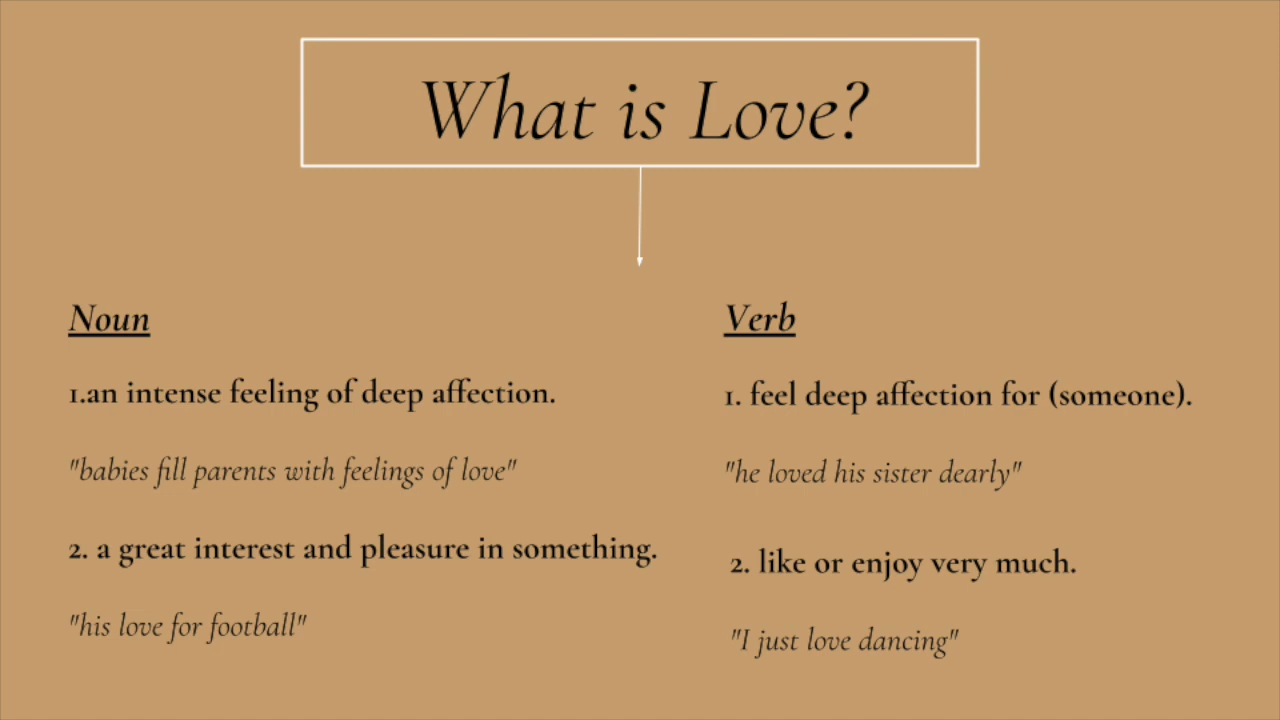 What is Love?
Noun
1.an intense feeling of deep affection.
"babies fill parents with feelings of love"
2. a great interest and pleasure in something.
"his love for football"
Verb
1. feel deep affection for (someone).
"he loved his sister dearly"
2. like or enjoy very much.
"I just love dancing"